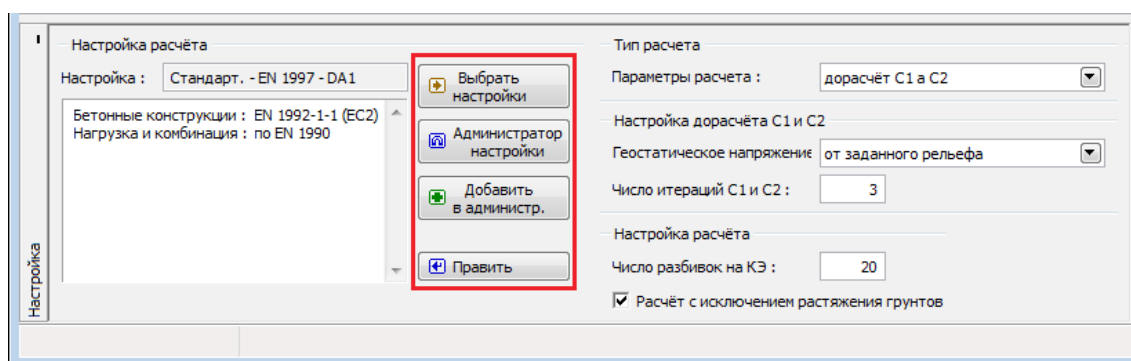 Настройка расчёта
Настройка :
Стандарт. - EN 1997 - DA1
Бетонные конструкции : EN 1992-1-1 (EC2)
Нагрузка и комбинация : по EN 1990
Выбрать
настройки
Администратор
настройки
Добавить
в администр.
Править
Тип расчета
Параметры расчета :
дорасчёт C1 a C2
Настройка дорасчёта C1 и C2
Геостатическое напряжение
от заданного рельефа
Число итераций C1 и C2 :
3
Настройка расчёта
Число разбивок на КЭ :
20
Расчёт с исключением растяжения грунтов
Настройка